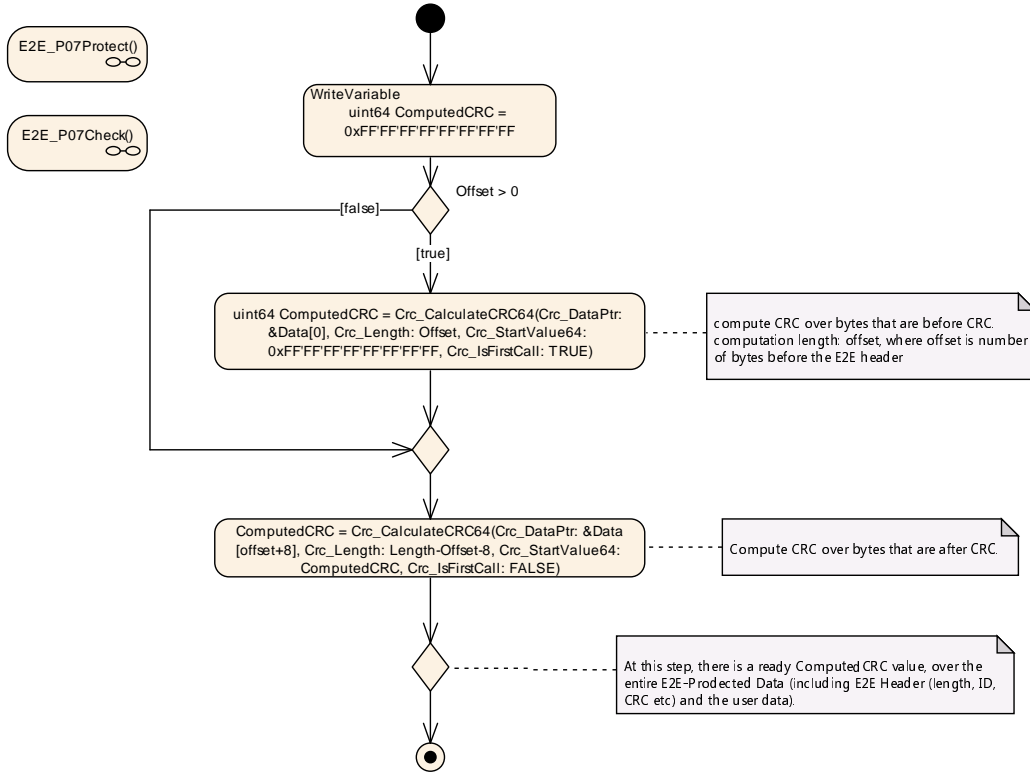 E2E_P07Protect()
E2E_P07Check()
WriteVariable
uint64 ComputedCRC =
0xFF'FF'FF'FF'FF'FF'FF'FF
Offset > 0
[false]
[true]
uint64 ComputedCRC = Crc_CalculateCRC64(Crc_DataPtr:
&Data[0], Crc_Length: Offset, Crc_StartValue64:
0xFF'FF'FF'FF'FF'FF'FF'FF, Crc_IsFirstCall: TRUE)
compute CRC over bytes that are before CRC.
computation length: offset, where offset is number
of bytes before the E2E header
ComputedCRC = Crc_CalculateCRC64(Crc_DataPtr: &Data
[offset+8], Crc_Length: Length-Offset-8, Crc_StartValue64:
ComputedCRC, Crc_IsFirstCall: FALSE)
Compute CRC over bytes that are after CRC.
At this step, there is a ready ComputedCRC value, over the
entire E2E-Prodected Data (including E2E Header (length, ID,
CRC etc) and the user data).